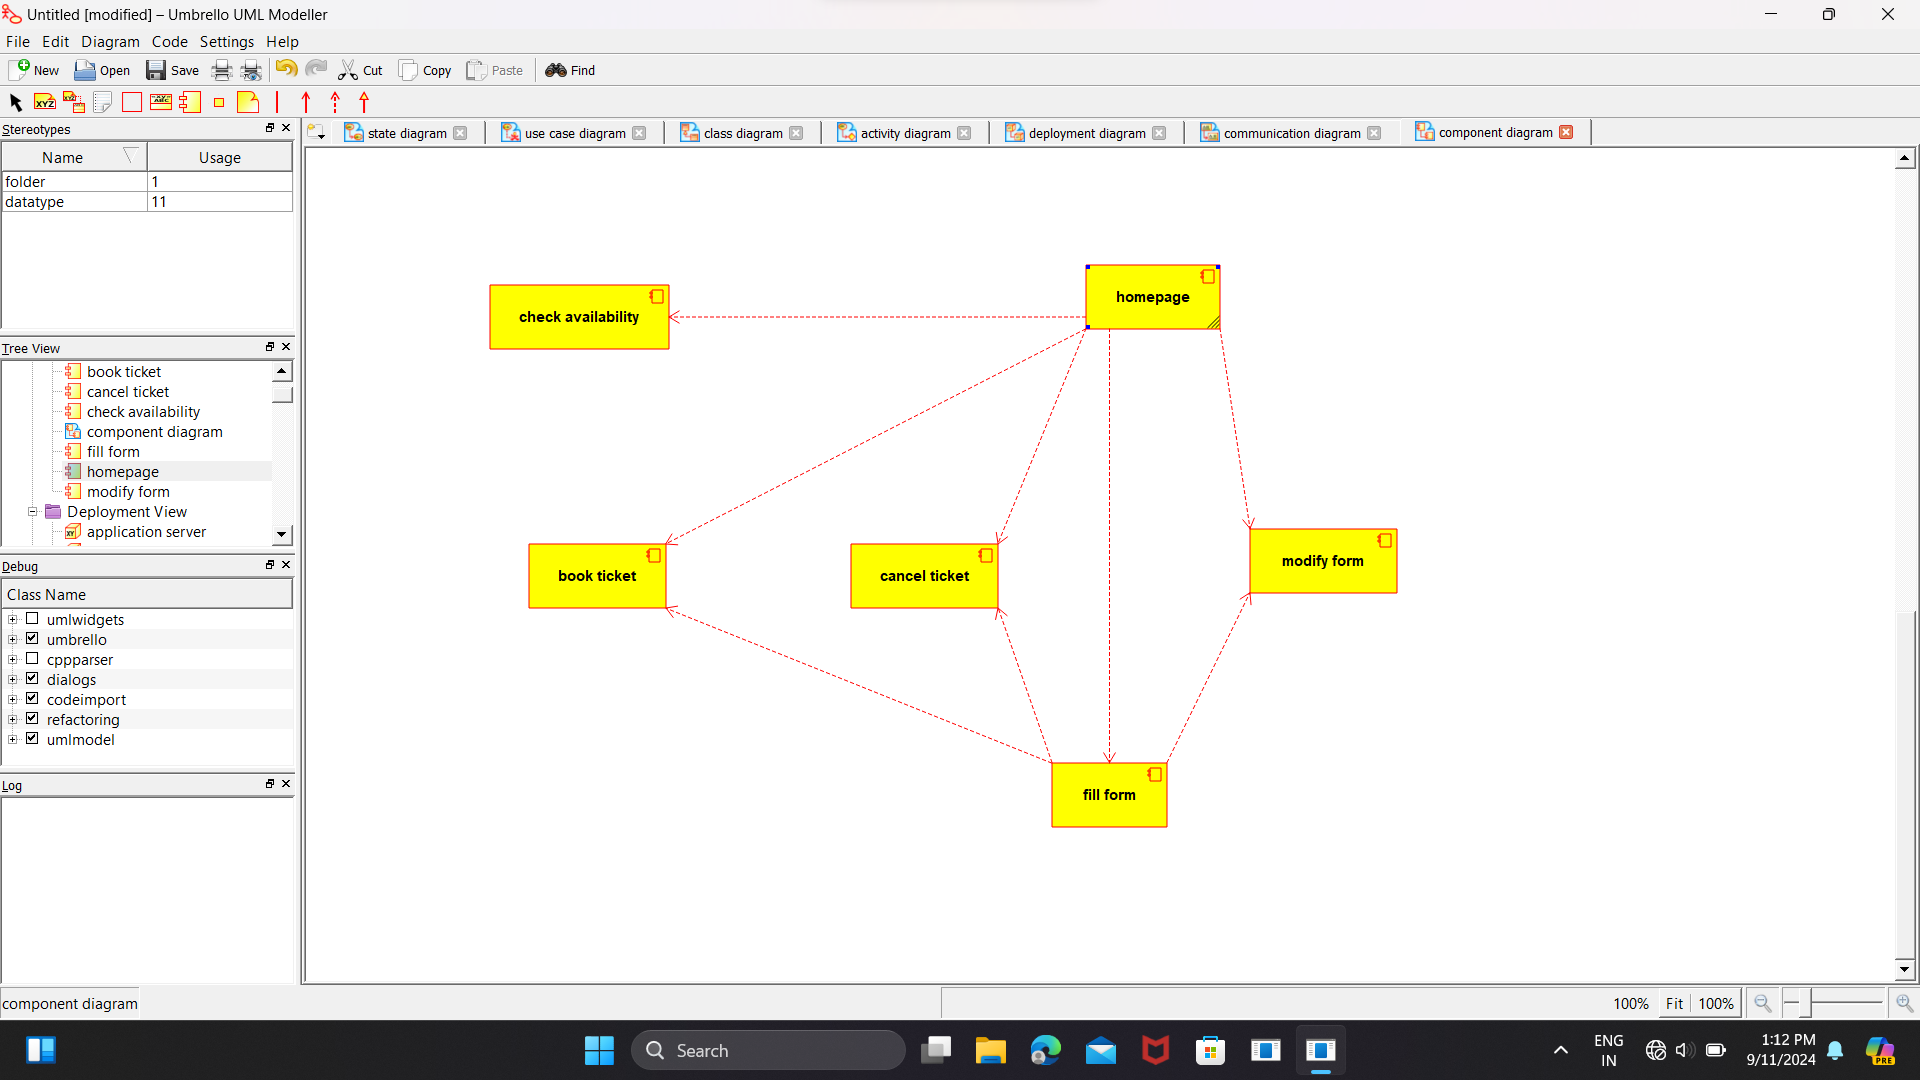 Untitled [modified] – Umbrello UML Modeller
File Edit Diagram Code Settings Help
New Open Save Cut Copy Paste Find
Stereotypes
Name Usage
folder 1
datatype 11
Tree View
book ticket
cancel ticket
check availability
component diagram
fill form
homepage
modify form
Deployment View
application server
Debug
Class Name
umlwidgets
umbrello
cppparser
dialogs
codeimport
refactoring
umlmodel
Log
state diagram use case diagram class diagram activity diagram deployment diagram communication diagram component diagram
homepage
check availability
book ticket
cancel ticket
modify form
fill form
component diagram
100% Fit 100%
Search
ENG
IN
1:12 PM
9/11/2024
PRE